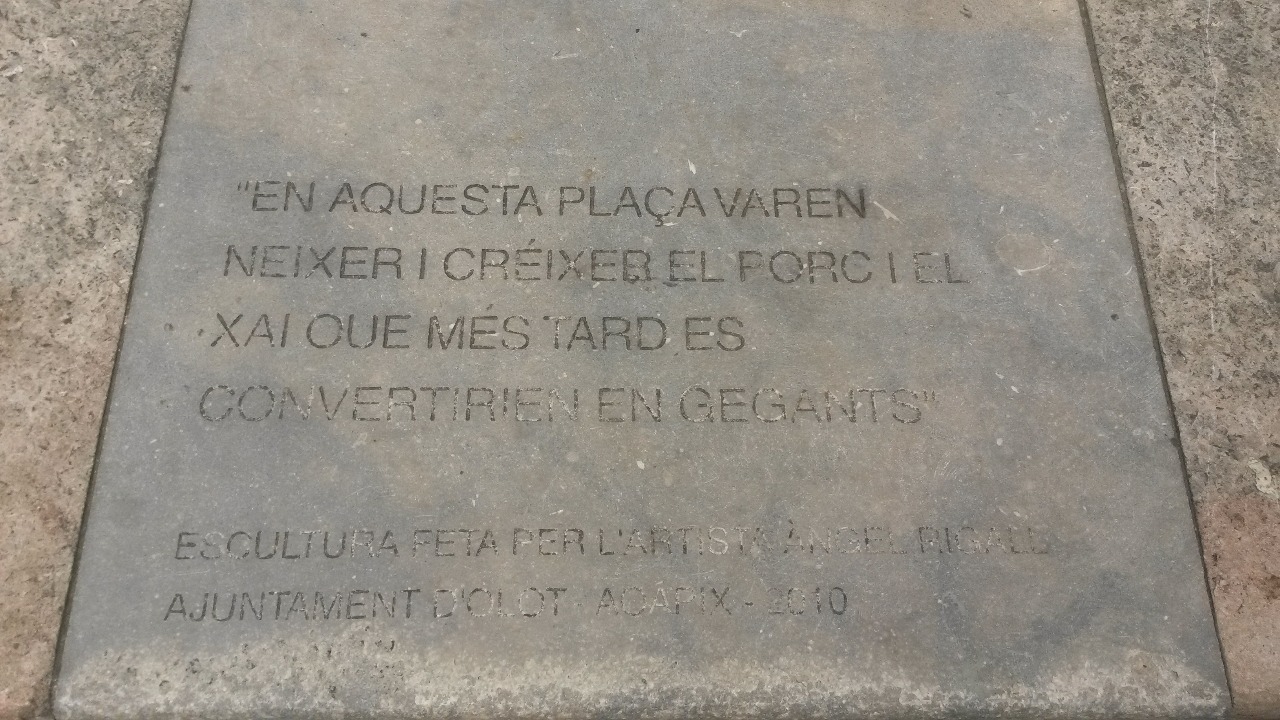 "EN AQUESTA PLAÇA VAREN
NEIXER I CRÉIXER EL PORC I EL
XAI QUE MÉS TARD ES
CONVERTIRIEN EN GEGANTS"
ESCULTURA FETA PER L'ARTISTA ÀNGEL RIGALL
AJUNTAMENT D'OLOT - ACAPIX - 2010